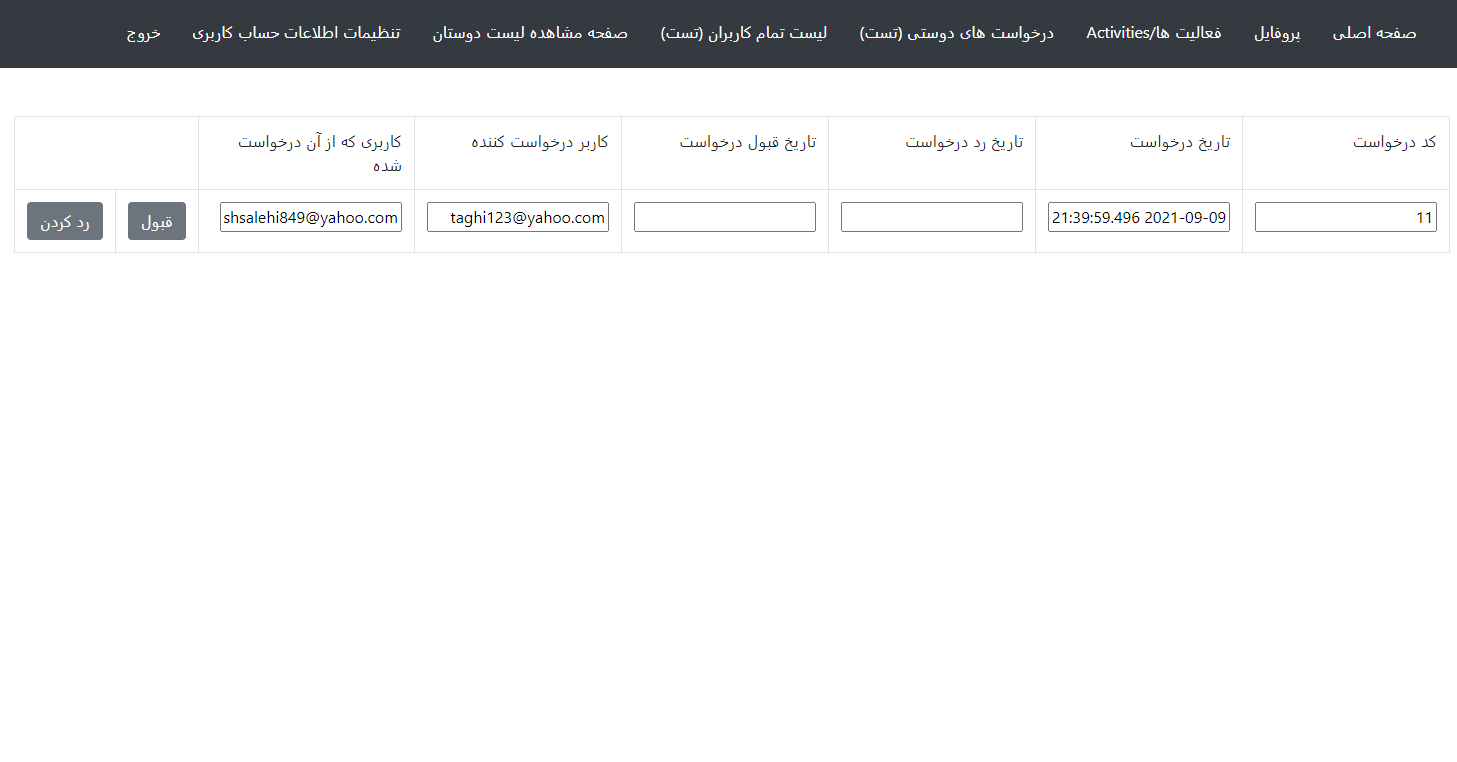 صفحه اصلی
پروفایل
فعالیت ها/Activities
درخواست های دوستی (تست)
لیست تمام کاربران (تست)
صفحه مشاهده لیست دوستان
تنظیمات اطلاعات حساب کاربری
خروج
کد درخواست
تاریخ درخواست
تاریخ رد درخواست
تاریخ قبول درخواست
کاربر درخواست کننده
کاربری که از آن درخواست
شده
11
21:39:59.496 2021-09-09
taghi123@yahoo.com
shsalehi849@yahoo.com
قبول
رد کردن